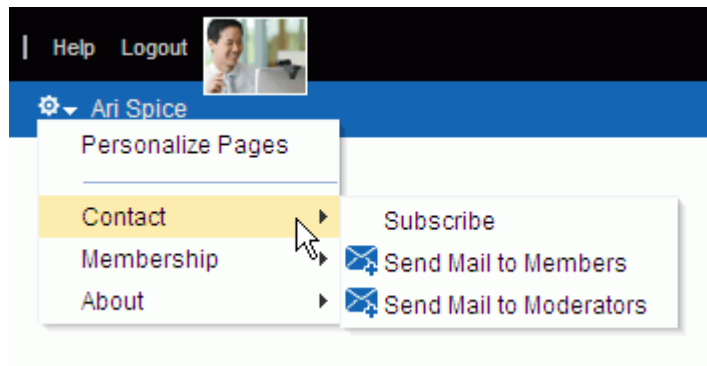 | Help Logout
Ari Spice
Personalize Pages
Contact
Subscribe
Membership
Send Mail to Members
About
Send Mail to Moderators